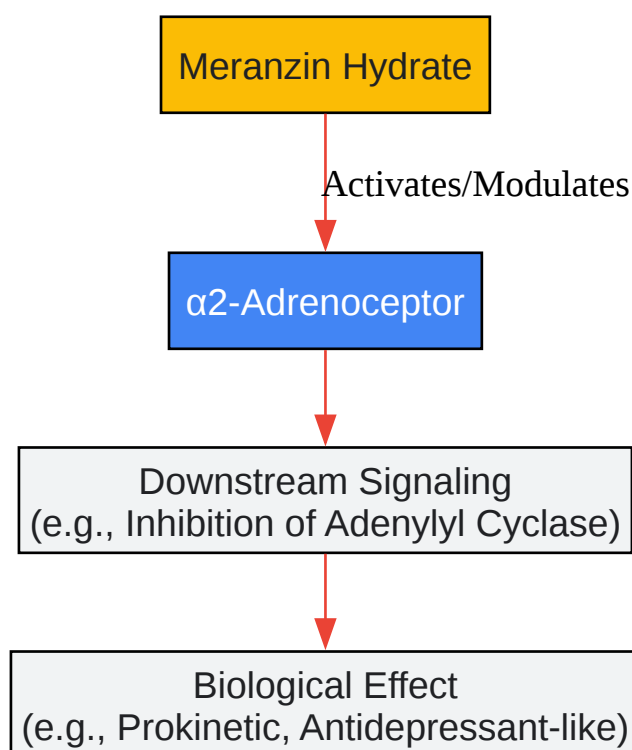 Meranzin Hydrate
Activates/Modulates
α2-Adrenoceptor
Downstream Signaling
(e.g., Inhibition of Adenylyl Cyclase)
Biological Effect
(e.g., Prokinetic, Antidepressant-like)